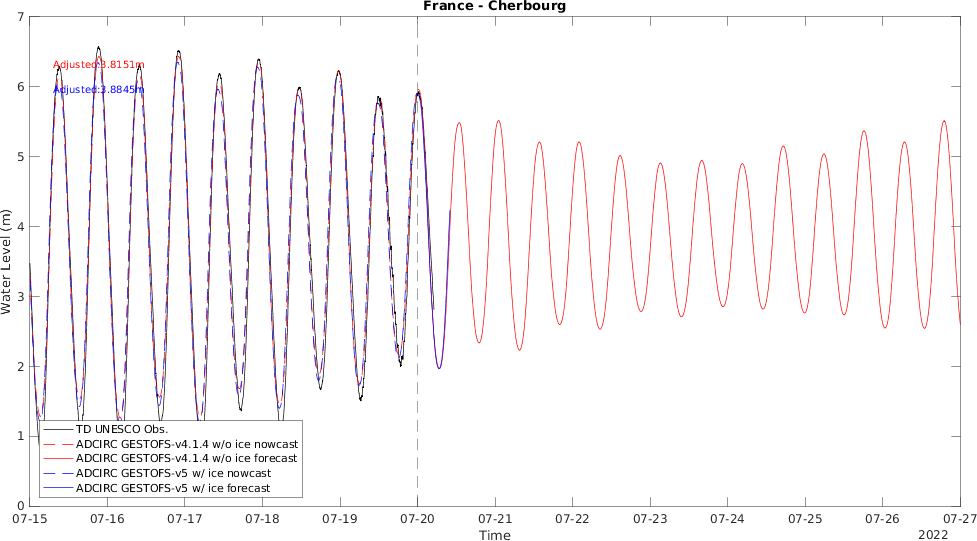 France - Cherbourg
7
6
5
4
3
2
1
0
Water Level (m)
Adjusted:3.8151m
Adjusted:3.8845m
TD UNESCO Obs.
ADCIRC GESTOFS-v4.1.4 w/o ice nowcast
ADCIRC GESTOFS-v4.1.4 w/o ice forecast
ADCIRC GESTOFS-v5 w/ ice nowcast
ADCIRC GESTOFS-v5 w/ ice forecast
07-15 07-16 07-17 07-18 07-19 07-20 07-21 07-22 07-23 07-24 07-25 07-26 07-27
Time
2022